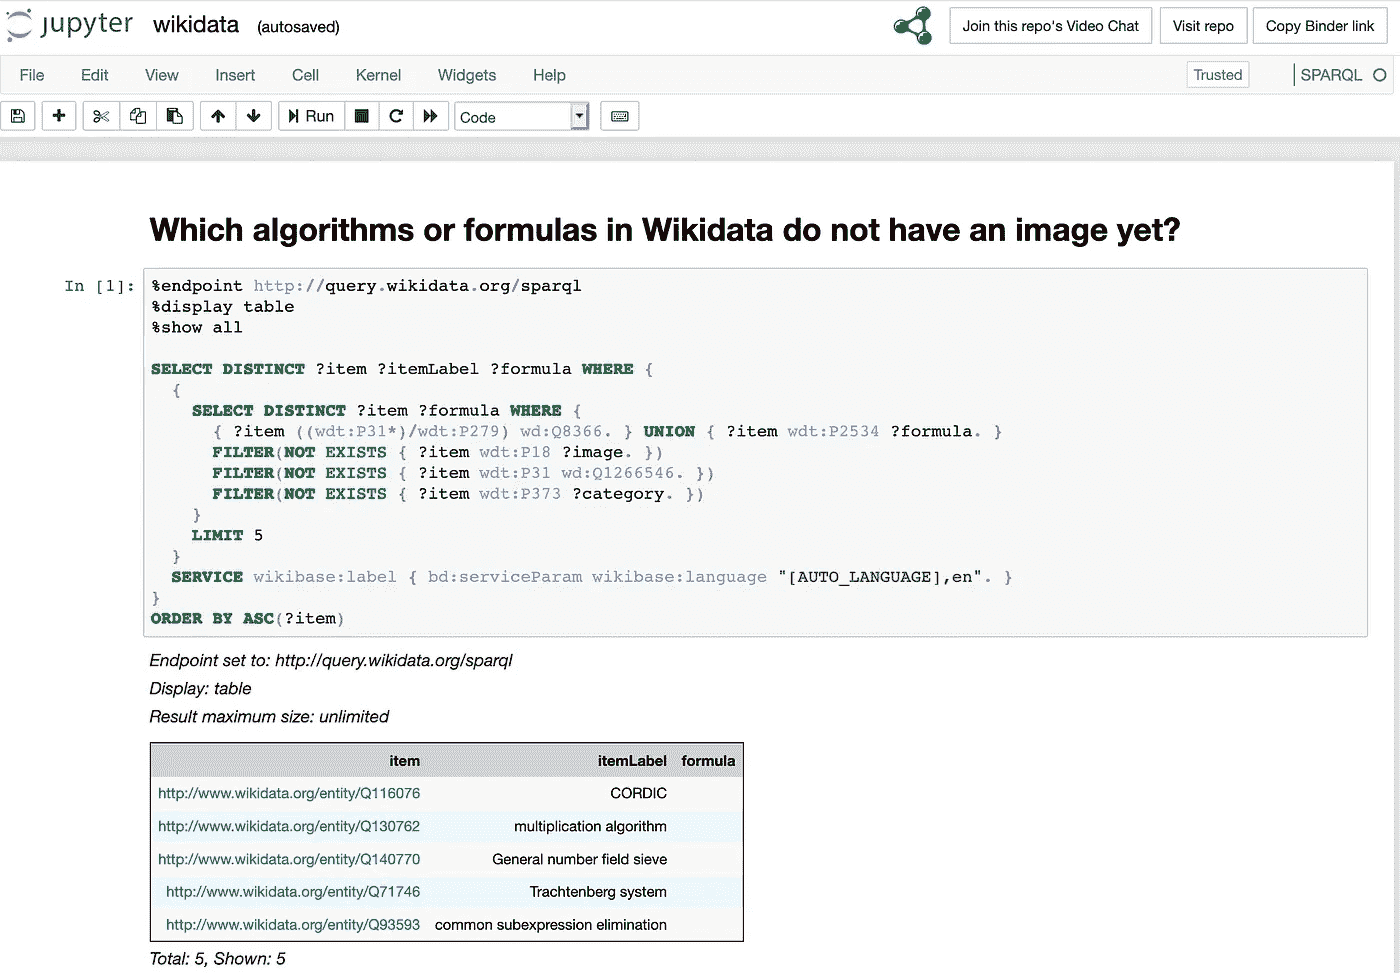 jupyter wikidata (autosaved) Join this repo's Video Chat Visit repo Copy Binder link
File Edit View Insert Cell Kernel Widgets Help Trusted SPARQL
Run Code
Which algorithms or formulas in Wikidata do not have an image yet?
In [1]: %endpoint http://query.wikidata.org/sparql
%display table
%show all
SELECT DISTINCT ?item ?itemLabel ?formula WHERE {
{
SELECT DISTINCT ?item ?formula WHERE {
{ ?item ((wdt:P31*)/wdt:P279) wd:Q8366. } UNION { ?item wdt:P2534 ?formula. }
FILTER(NOT EXISTS { ?item wdt:P18 ?image. })
FILTER(NOT EXISTS { ?item wdt:P31 wd:Q1266546. })
FILTER(NOT EXISTS { ?item wdt:P373 ?category. })
}
LIMIT 5
}
SERVICE wikibase:label { bd:serviceParam wikibase:language "[AUTO_LANGUAGE],en". }
}
ORDER BY ASC(?item)
Endpoint set to: http://query.wikidata.org/sparql
Display: table
Result maximum size: unlimited
item itemLabel formula
http://www.wikidata.org/entity/Q116076 CORDIC
http://www.wikidata.org/entity/Q130762 multiplication algorithm
http://www.wikidata.org/entity/Q140770 General number field sieve
http://www.wikidata.org/entity/Q71746 Trachtenberg system
http://www.wikidata.org/entity/Q93593 common subexpression elimination
Total: 5, Shown: 5